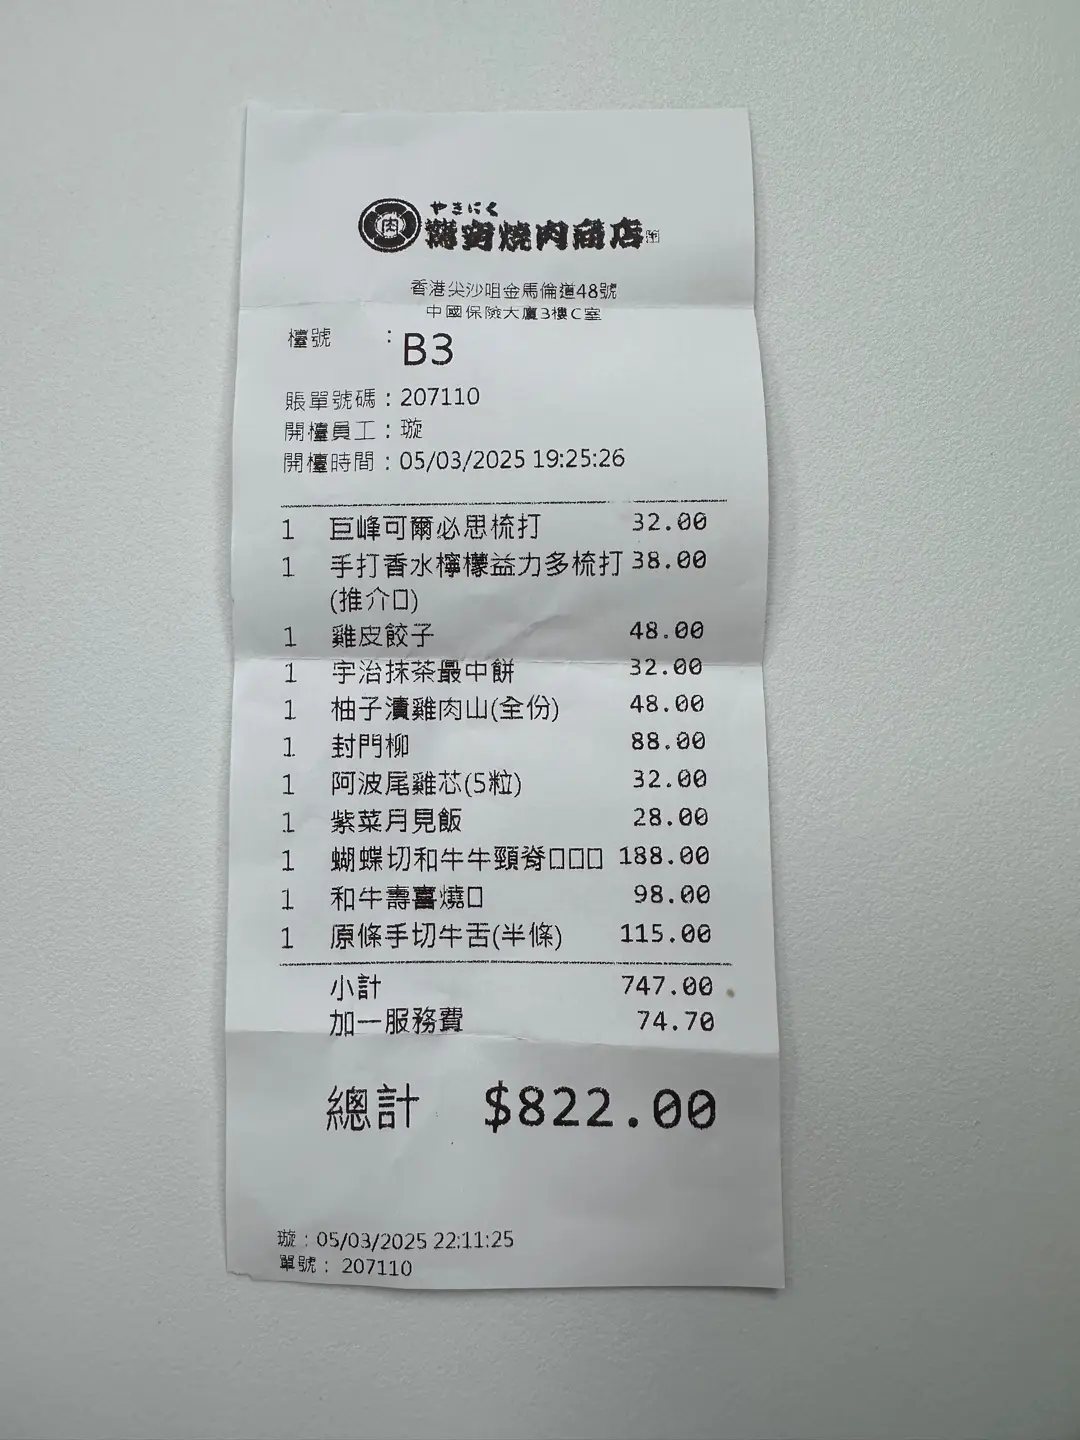 肉
やきにく
燒肉商店
香港尖沙咀金馬倫道48號
中國保險大廈3樓C室
檯號 : B3
賬單號碼 : 207110
開檯員工 : 璇
開檯時間 : 05/03/2025 19:25:26
1 巨峰可爾必思梳打 32.00
1 手打香水檸檬益力多梳打 38.00
(推介□)
1 雞皮餃子 48.00
1 宇治抹茶最中餅 32.00
1 柚子漬雞肉山(全份) 48.00
1 封門柳 88.00
1 阿波尾雞芯(5粒) 32.00
1 紫菜月見飯 28.00
1 蝴蝶切和牛牛頸脊□□□ 188.00
1 和牛壽喜燒□ 98.00
1 原條手切牛舌(半條) 115.00
小計 747.00
加一服務費 74.70
總計 $822.00
璇 : 05/03/2025 22:11:25
單號 : 207110